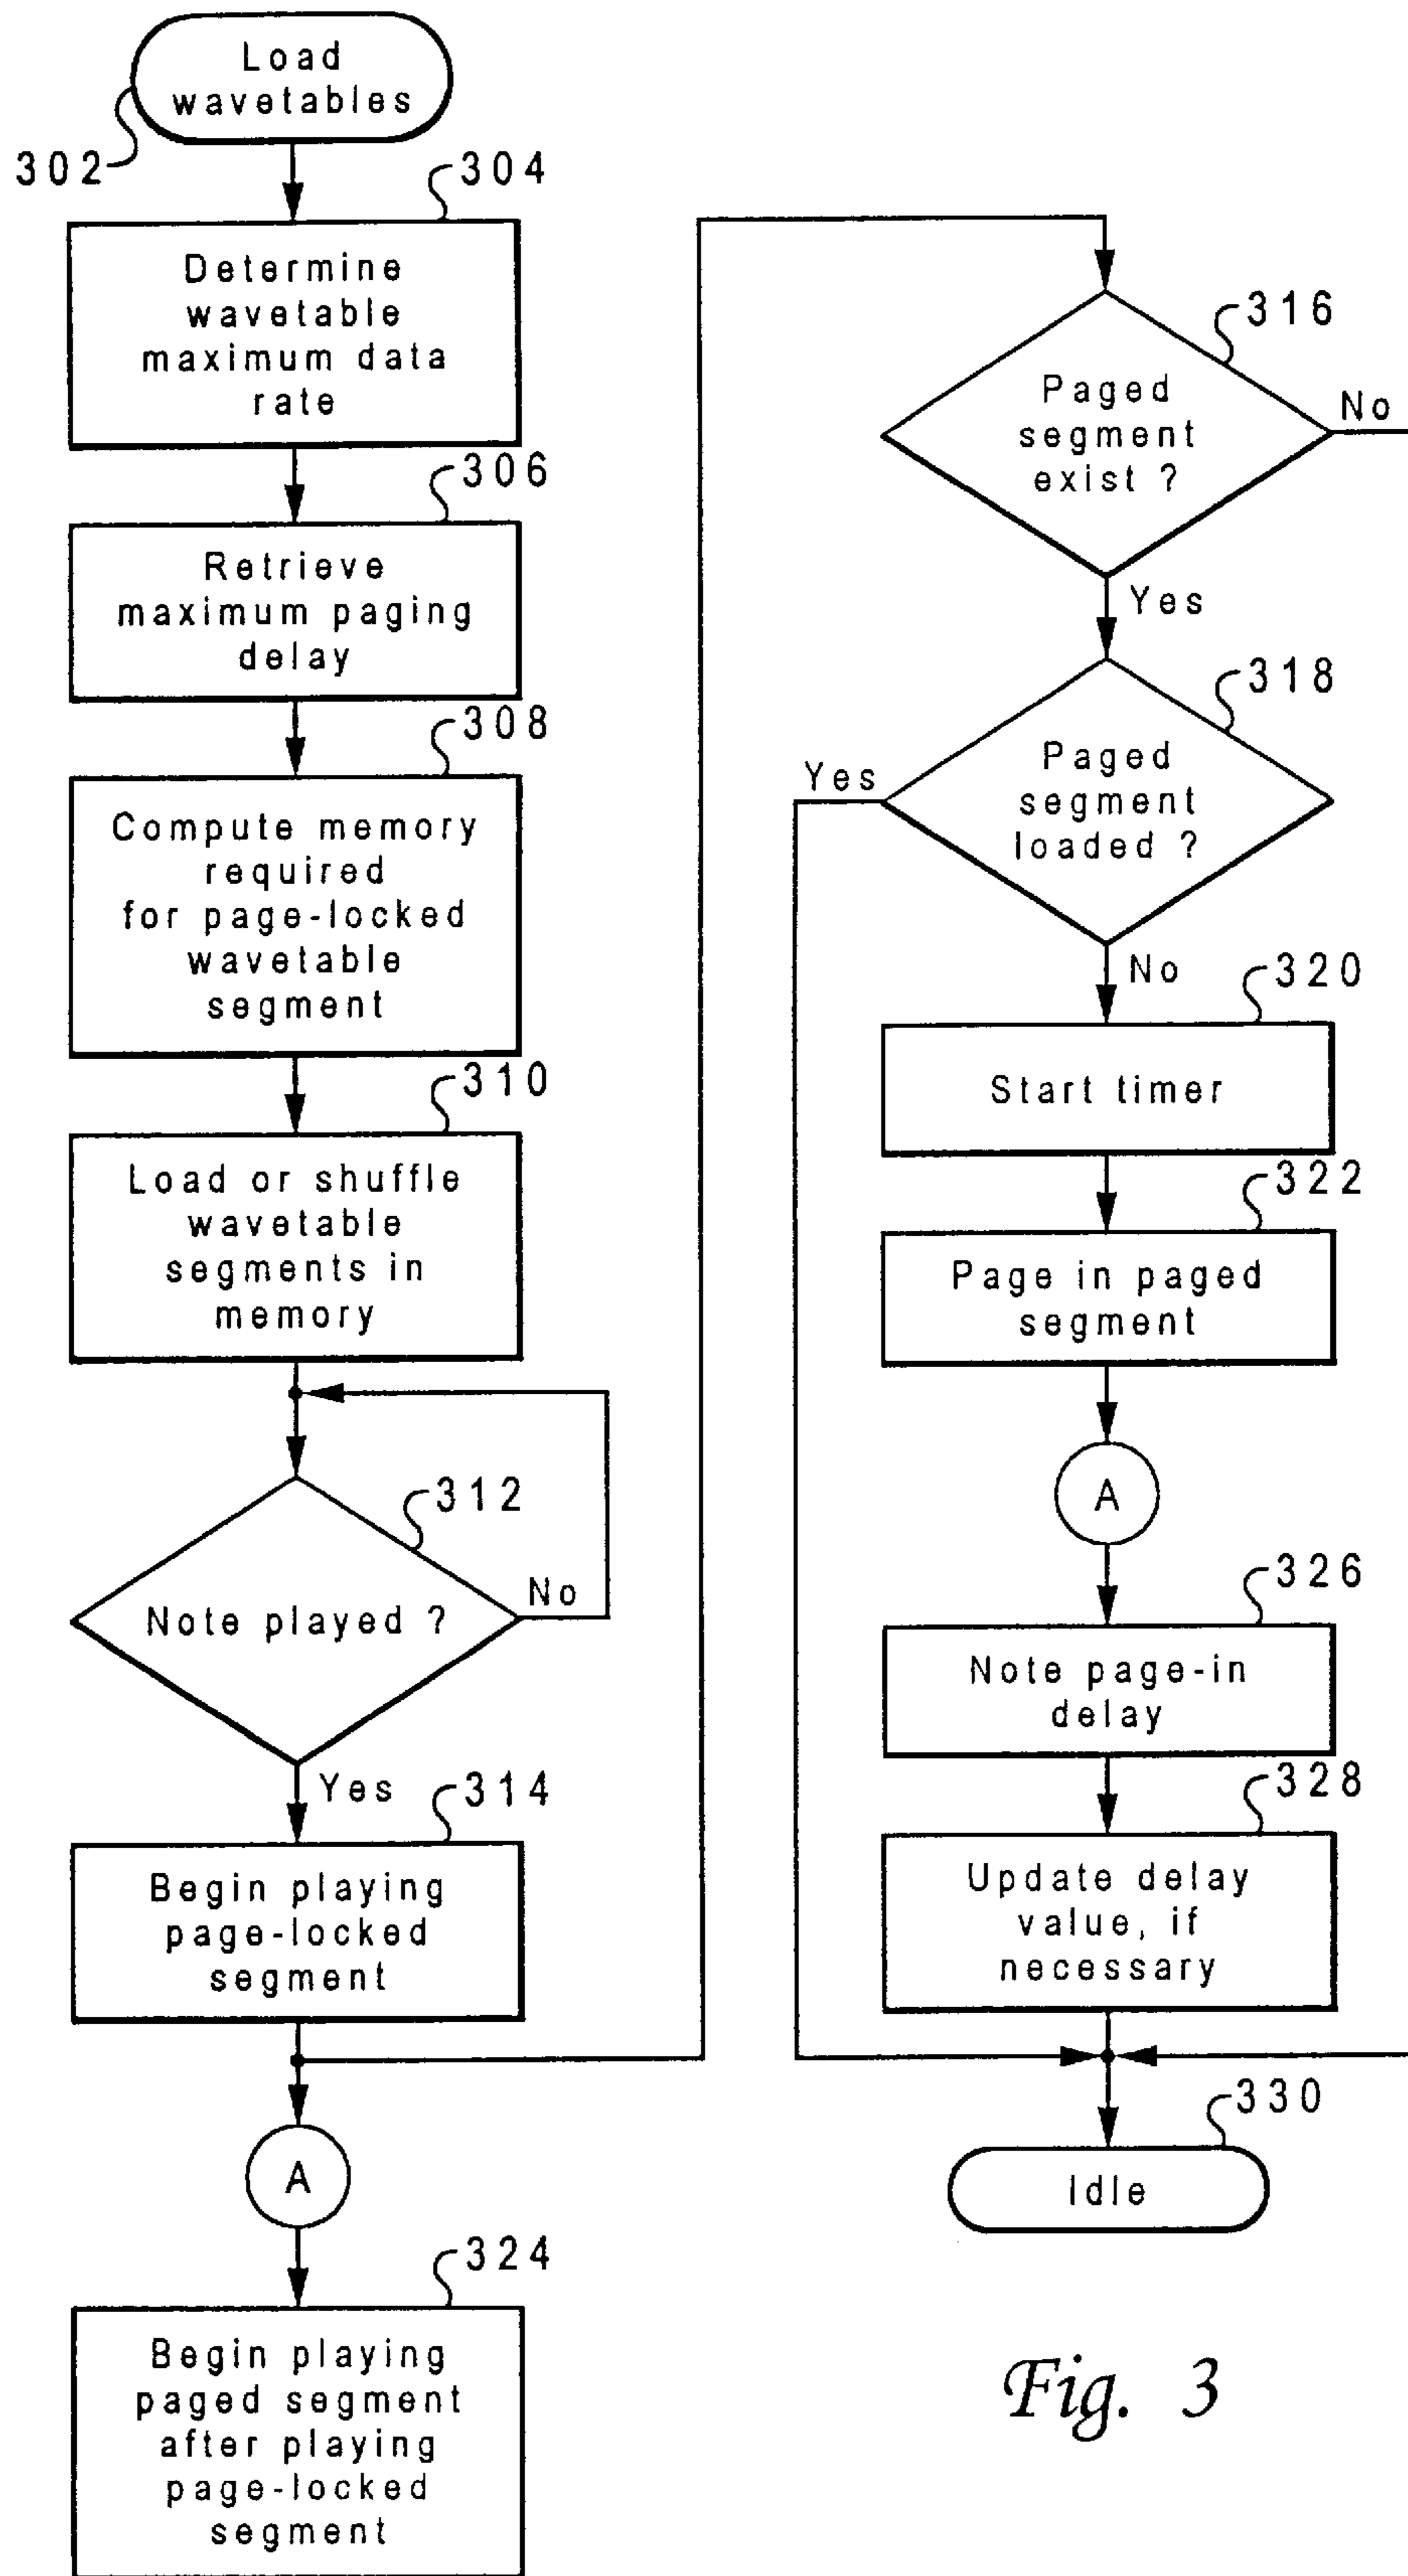 Load
wavetables
302
304
Determine
wavetable
maximum data
rate
306
Retrieve
maximum paging
delay
308
Compute memory
required
for page-locked
wavetable
segment
310
Load or shuffle
wavetable
segments in
memory
312
Note played ?
No
Yes
314
Begin playing
page-locked
segment
A
324
Begin playing
paged segment
after playing
page-locked
segment
316
Paged
segment
exist ?
No
Yes
318
Paged
segment
loaded ?
Yes
No
320
Start timer
322
Page in paged
segment
A
326
Note page-in
delay
328
Update delay
value, if
necessary
330
Idle
Fig. 3